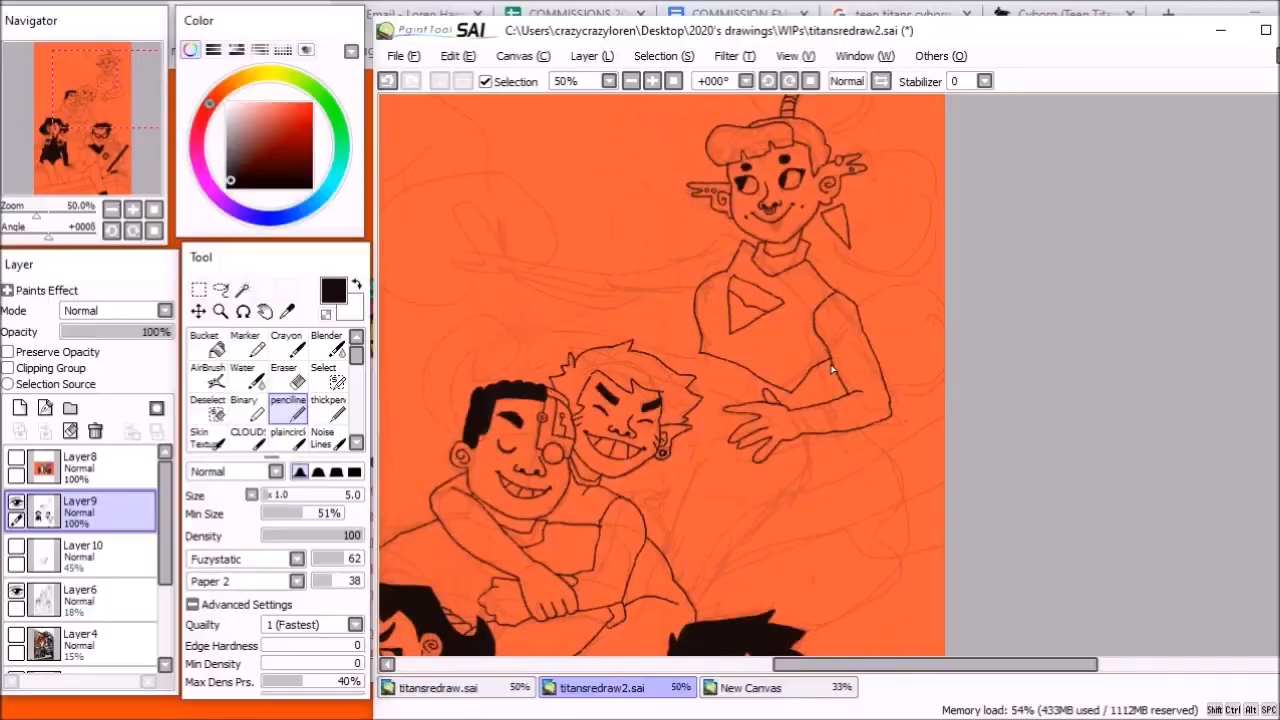 Email - Loren
COMMISSIONS
COMMISSION
teen titans cyborg
Cyborg (Teen Tita
Navigator
Zoom 50.0%
Angle +0008
Color
PaintTool SAI C:\Users\crazycrazyloren\Desktop\2020's drawings\WIPs\titansredraw2.sai (*)
File (F) Edit (E) Canvas (C) Layer (L) Selection (S) Filter (T) View (V) Window (W) Others (O)
Selection 50% +000° Normal Stabilizer 0
Layer
Paints Effect
Mode Normal
Opacity 100%
Preserve Opacity
Clipping Group
Selection Source
Layer8
Normal
100%
Layer9
Normal
100%
Layer10
Normal
45%
Layer6
Normal
18%
Layer4
Normal
15%
Tool
Bucket Marker Crayon Blender
AirBrush Water Eraser Select
Deselect Binary penciline thickpen
Skin Textur CLOUD: plaincirc Noise Lines
Normal
Size x 1.0 5.0
Min Size 51%
Density 100
Fuzystatic 62
Paper 2 38
Advanced Settings
Quailty 1 (Fastest)
Edge Hardness 0
Min Density 0
Max Dens Prs. 40%
titansredraw.sai 50% titansredraw2.sai 50% New Canvas 33%
Memory load: 54% (433MB used / 1112MB reserved) Shift Ctrl Alt SPC